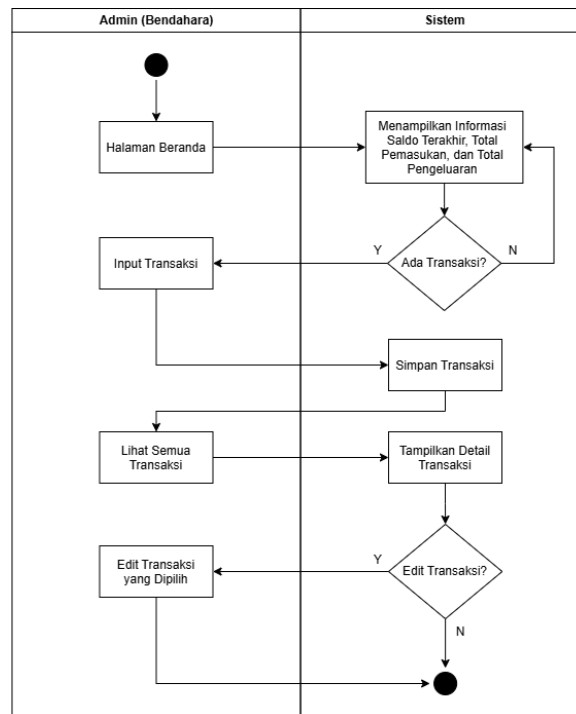 Admin (Bendahara)
Sistem
Halaman Beranda
Menampilkan Informasi
Saldo Terakhir, Total
Pemasukan, dan Total
Pengeluaran
Input Transaksi
Y
Ada Transaksi?
N
Simpan Transaksi
Lihat Semua
Transaksi
Tampilkan Detail
Transaksi
Edit Transaksi
yang Dipilih
Y
Edit Transaksi?
N